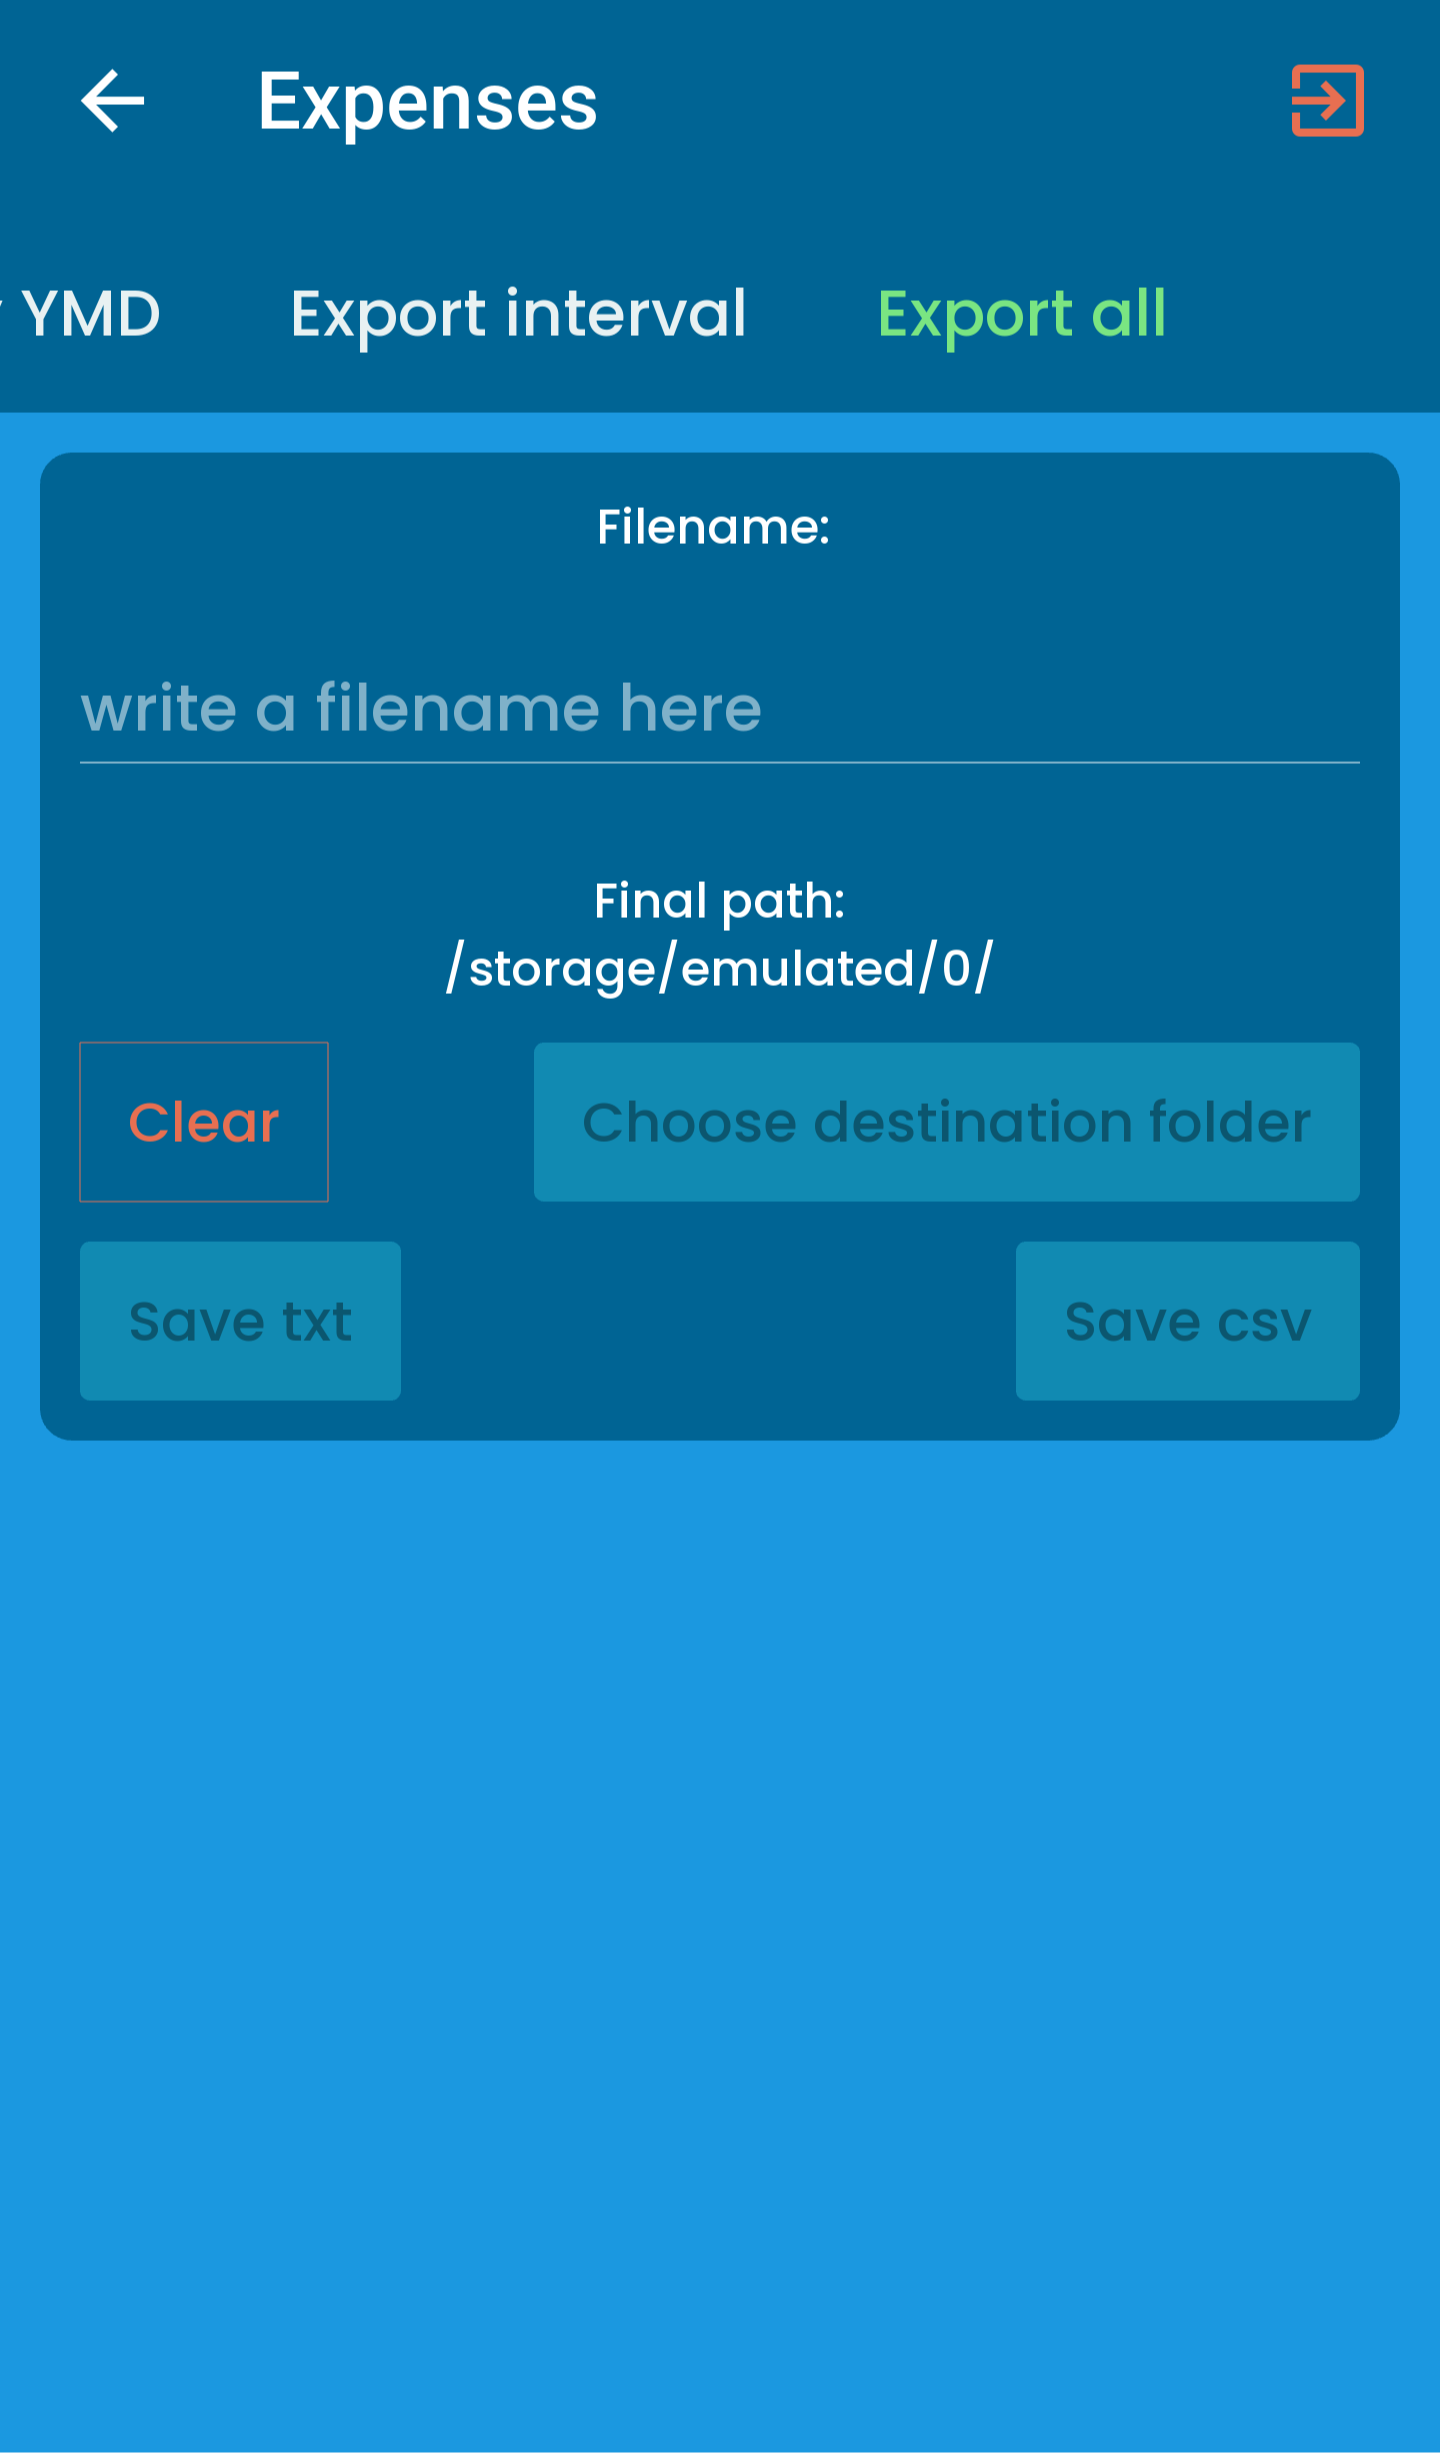 Expenses
YMD
Export interval
Export all
Filename:
write a filename here
Final path:
/storage/emulated/0/
Clear
Choose destination folder
Save txt
Save csv